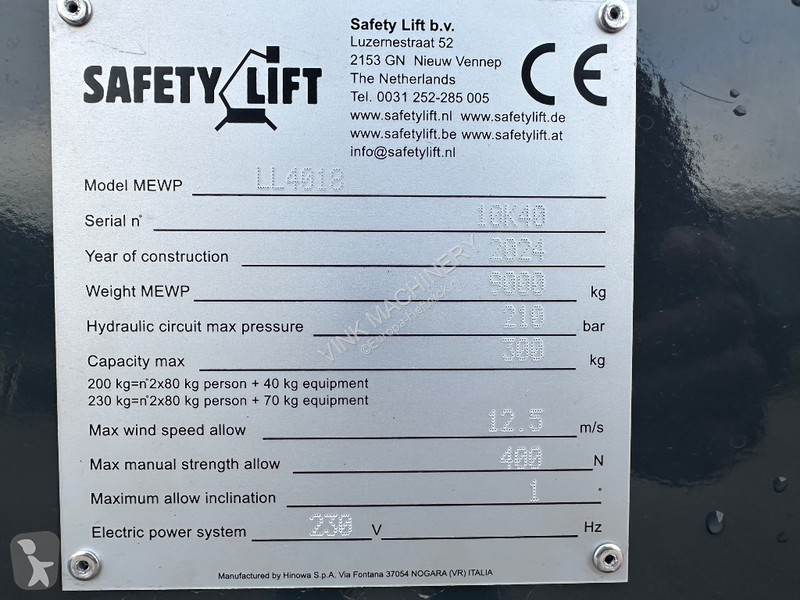 Safety Lift b.v.
Luzernestraat 52
2153 GN Nieuw Vennep
The Netherlands
Tel. 0031 252-285 005
www.safetylift.nl www.safetylift.de
www.safetylift.be www.safetylift.at
info@safetylift.nl
SAFETY LIFT
CE
Model MEWP LL4018
Serial n° 10K40
Year of construction 2024
Weight MEWP 9000 kg
Hydraulic circuit max pressure 210 bar
Capacity max 300 kg
200 kg=n°2x80 kg person + 40 kg equipment
230 kg=n°2x80 kg person + 70 kg equipment
Max wind speed allow 12.5 m/s
Max manual strength allow 400 N
Maximum allow inclination 1 °
Electric power system 230 V Hz
Manufactured by Hinowa S.p.A. Via Fontana 37054 NOGARA (VR) ITALIA
VINK MACHINERY